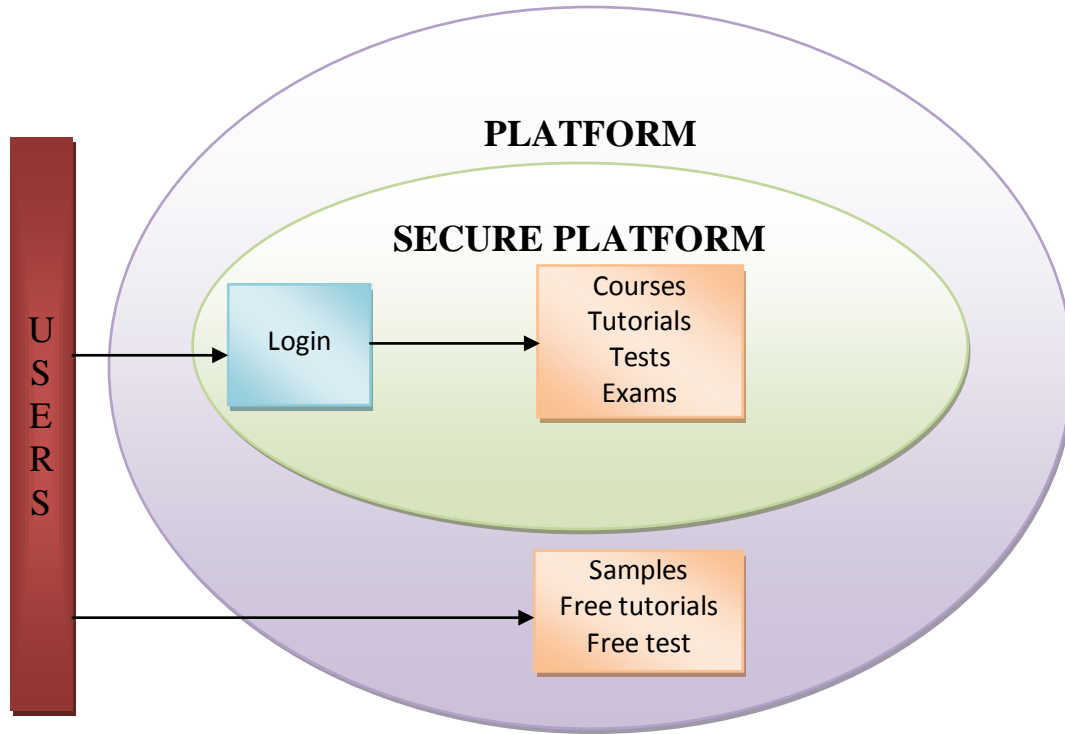 PLATFORM
SECURE PLATFORM
U
S
E
R
S
Login
Courses
Tutorials
Tests
Exams
Samples
Free tutorials
Free test